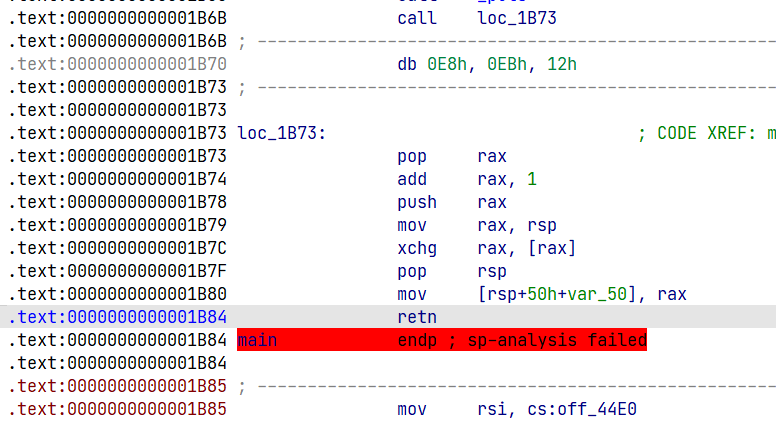 .text:0000000000001B6B call loc_1B73
.text:0000000000001B6B ; ---------------------------------------------------------
.text:0000000000001B70 db 0E8h, 0EBh, 12h
.text:0000000000001B73 ; ---------------------------------------------------------
.text:0000000000001B73
.text:0000000000001B73 loc_1B73: ; CODE XREF: m
.text:0000000000001B73 pop rax
.text:0000000000001B74 add rax, 1
.text:0000000000001B78 push rax
.text:0000000000001B79 mov rax, rsp
.text:0000000000001B7C xchg rax, [rax]
.text:0000000000001B7F pop rsp
.text:0000000000001B80 mov [rsp+50h+var_50], rax
.text:0000000000001B84 retn
.text:0000000000001B84 main endp ; sp-analysis failed
.text:0000000000001B84
.text:0000000000001B85 ; ---------------------------------------------------------
.text:0000000000001B85 mov rsi, cs:off_44E0